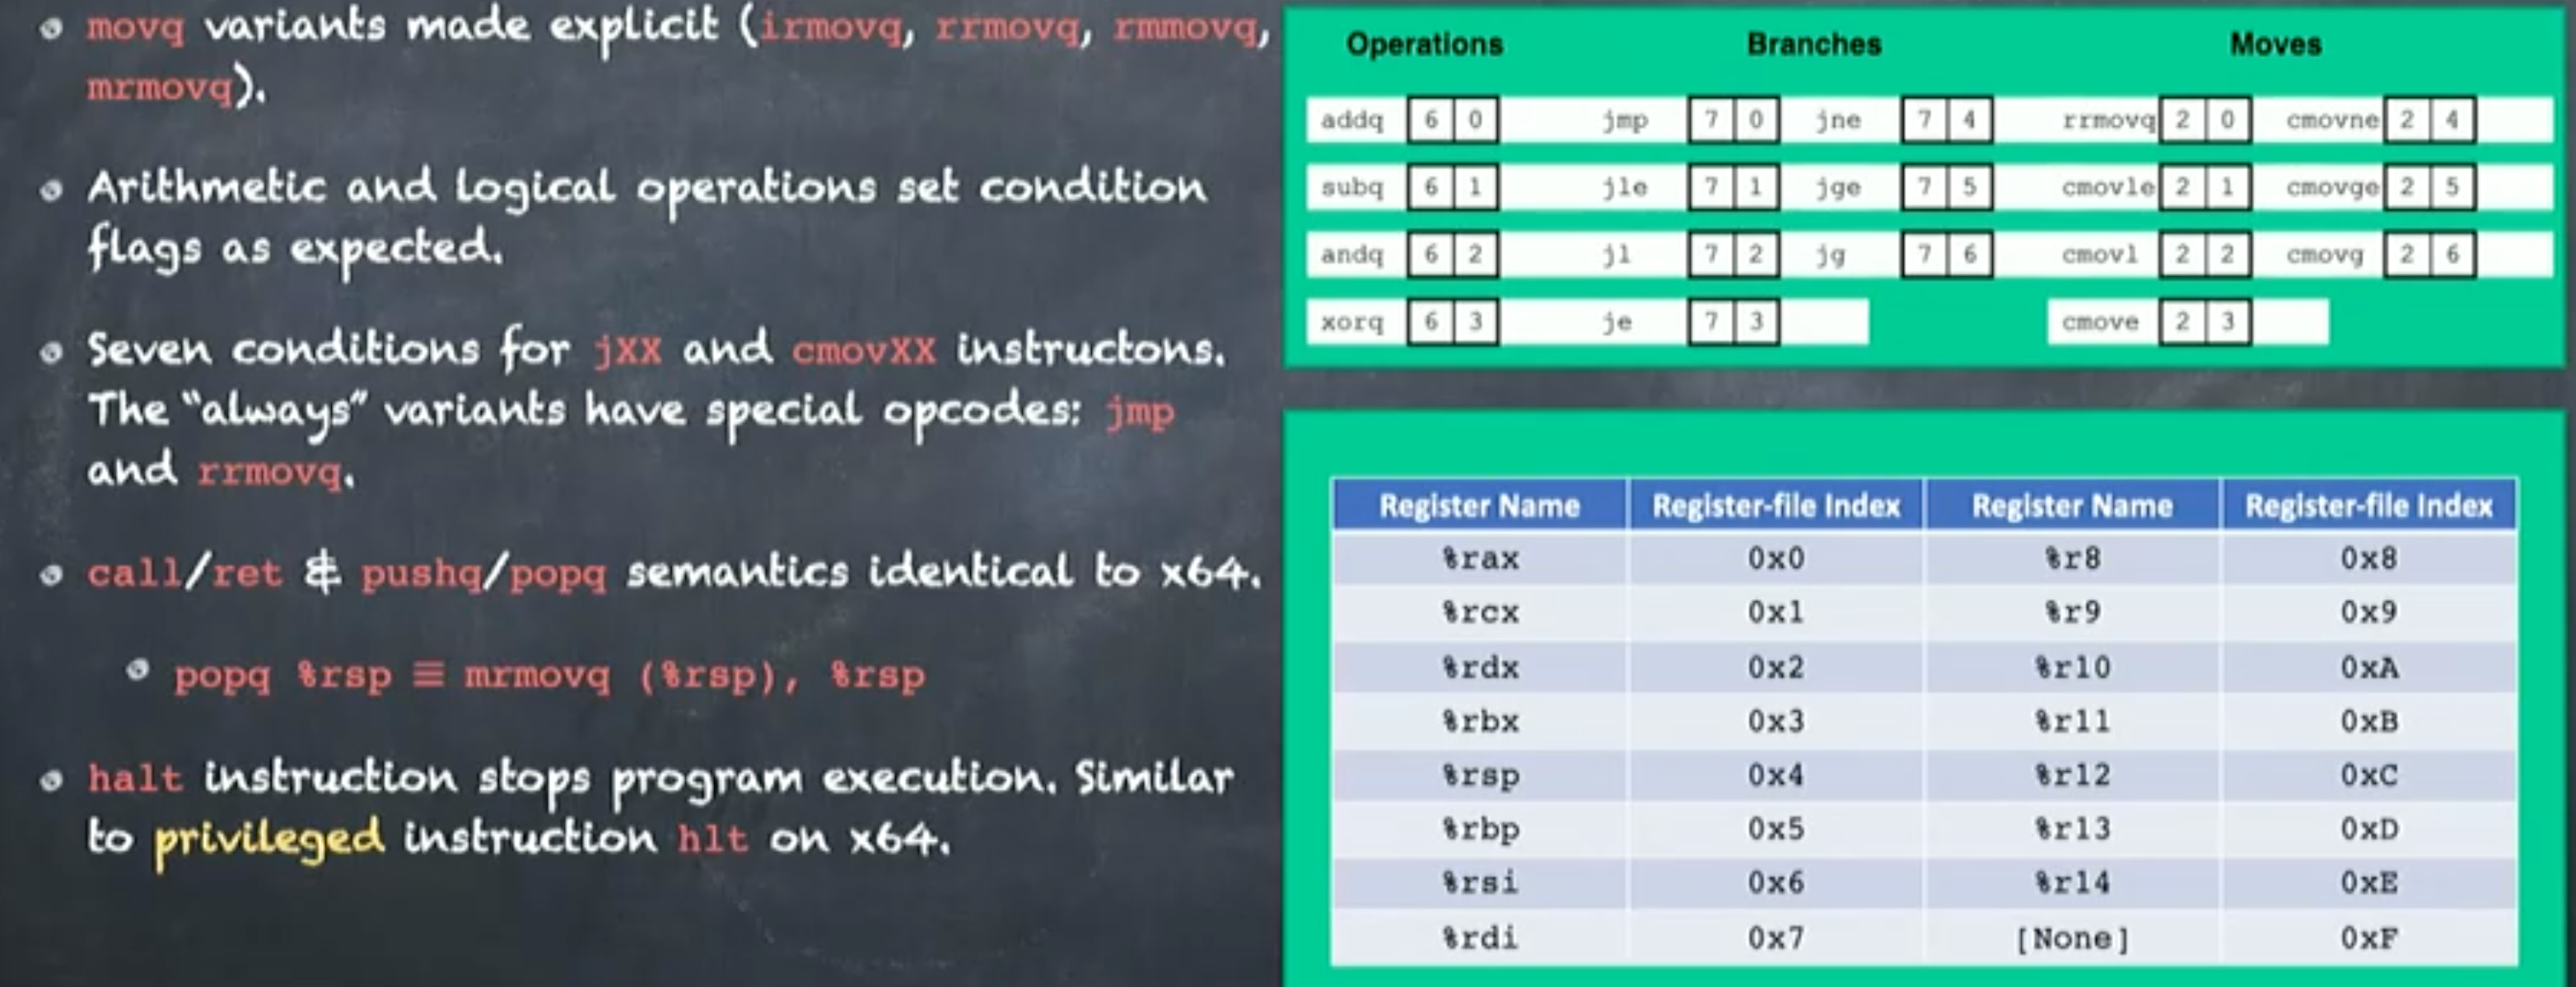 movq variants made explicit (irmovq, rrmovq, rmmovq,
mrmovq).
Arithmetic and logical operations set condition
flags as expected.
Seven conditions for jXX and cmovXX instructons.
The “always” variants have special opcodes: jmp
and rrmovq.
call/ret & pushq/popq semantics identical to x64.
popq %rsp ≡ mrmovq (%rsp), %rsp
halt instruction stops program execution. Similar
to privileged instruction hlt on x64.
Operations Branches Moves
addq 6 0 jmp 7 0 jne 7 4 rrmovq 2 0 cmovne 2 4
subq 6 1 jle 7 1 jge 7 5 cmovle 2 1 cmovge 2 5
andq 6 2 jl 7 2 jg 7 6 cmovl 2 2 cmovg 2 6
xorq 6 3 je 7 3 cmove 2 3
Register Name Register-file Index Register Name Register-file Index
%rax 0x0 %r8 0x8
%rcx 0x1 %r9 0x9
%rdx 0x2 %r10 0xA
%rbx 0x3 %r11 0xB
%rsp 0x4 %r12 0xC
%rbp 0x5 %r13 0xD
%rsi 0x6 %r14 0xE
%rdi 0x7 [None] 0xF